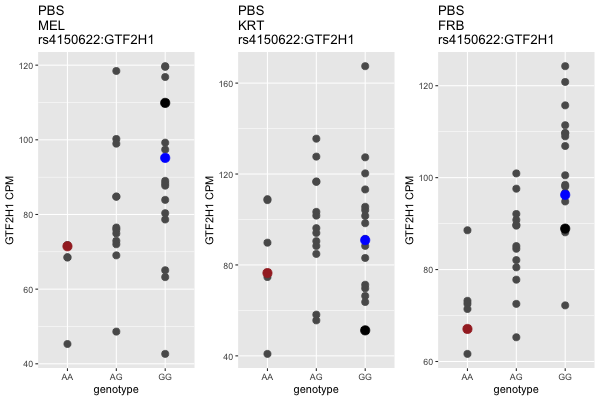 PBS
MEL
rs4150622:GTF2H1
120
100
80
60
40
GTF2H1 CPM
AA
AG
GG
genotype
PBS
KRT
rs4150622:GTF2H1
160
120
80
40
GTF2H1 CPM
AA
AG
GG
genotype
PBS
FRB
rs4150622:GTF2H1
120
100
80
60
GTF2H1 CPM
AA
AG
GG
genotype